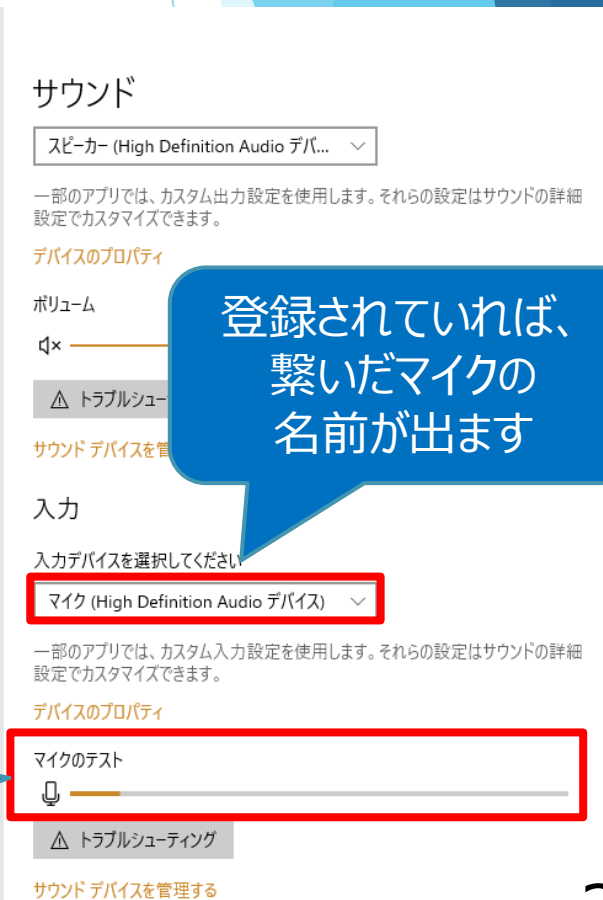 サウンド
スピーカー (High Definition Audio デバ...
一部のアプリでは、カスタム出力設定を使用します。それらの設定はサウンドの詳細
設定でカスタマイズできます。
デバイスのプロパティ
ボリューム
トラブルシュー
サウンド デバイスを管
登録されていれば、
繋いだマイクの
名前が出ます
入力
入力デバイスを選択してください
マイク (High Definition Audio デバイス)
一部のアプリでは、カスタム入力設定を使用します。それらの設定はサウンドの詳細
設定でカスタマイズできます。
デバイスのプロパティ
マイクのテスト
トラブルシューティング
サウンド デバイスを管理する